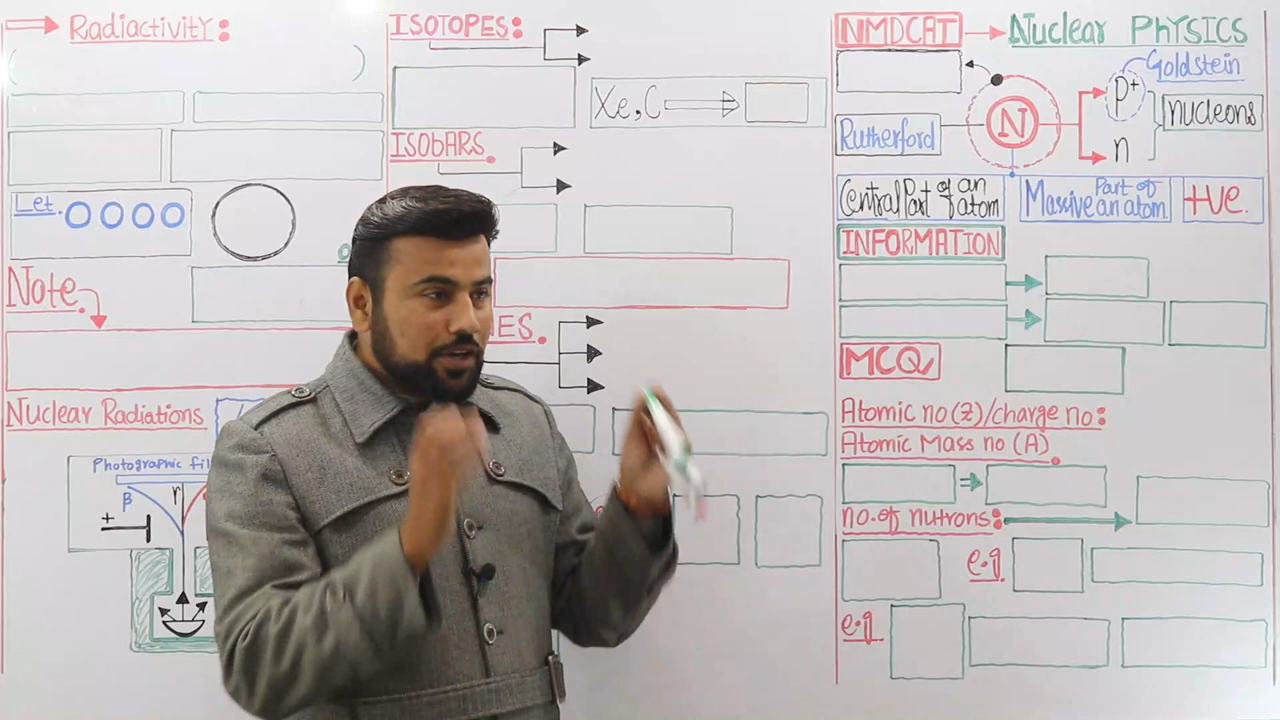 Radiactivity:
Let.
Note.
Nuclear Radiations
Photographic fil
β
r
+
ISOTOPES:
Xe, C
ISObARS.
ES.
NMDCAT
Nuclear PHYSICS
Goldstein
N
p+
n
nucleons
Rutherford
Central Part of an atom
Massive Part of an atom
+ve.
INFORMATION
MCQ
Atomic no (z)/charge no:
Atomic Mass no (A).
no. of nutrons:
e.g
e.g